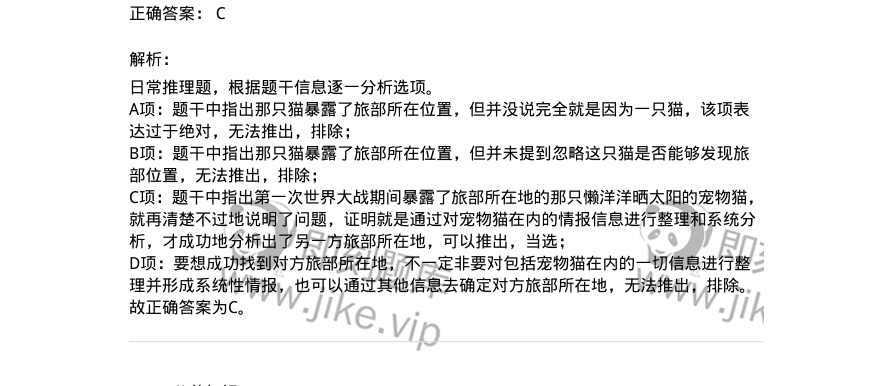 正确答案： C
解析：
日常推理题，根据题干信息逐一分析选项。
A项：题干中指出那只猫暴露了旅部所在位置，但并没说完全就是因为一只猫，该项表
达过于绝对，无法推出，排除；
B项：题干中指出那只猫暴露了旅部所在位置，但并未提到忽略这只猫是否能够发现旅
部位置，无法推出，排除；
C项：题干中指出第一次世界大战期间暴露了旅部所在地的那只懒洋洋晒太阳的宠物猫，
就再清楚不过地说明了问题，证明就是通过对宠物猫在内的情报信息进行整理和系统分
析，才成功地分析出了另一方旅部所在地，可以推出，当选；
D项：要想成功找到对方旅部所在地，不一定非要对包括宠物猫在内的一切信息进行整
理并形成系统性情报，也可以通过其他信息去确定对方旅部所在地，无法推出，排除。
故正确答案为C。
即刻题库
www.jike.vip
即刻
www.jik